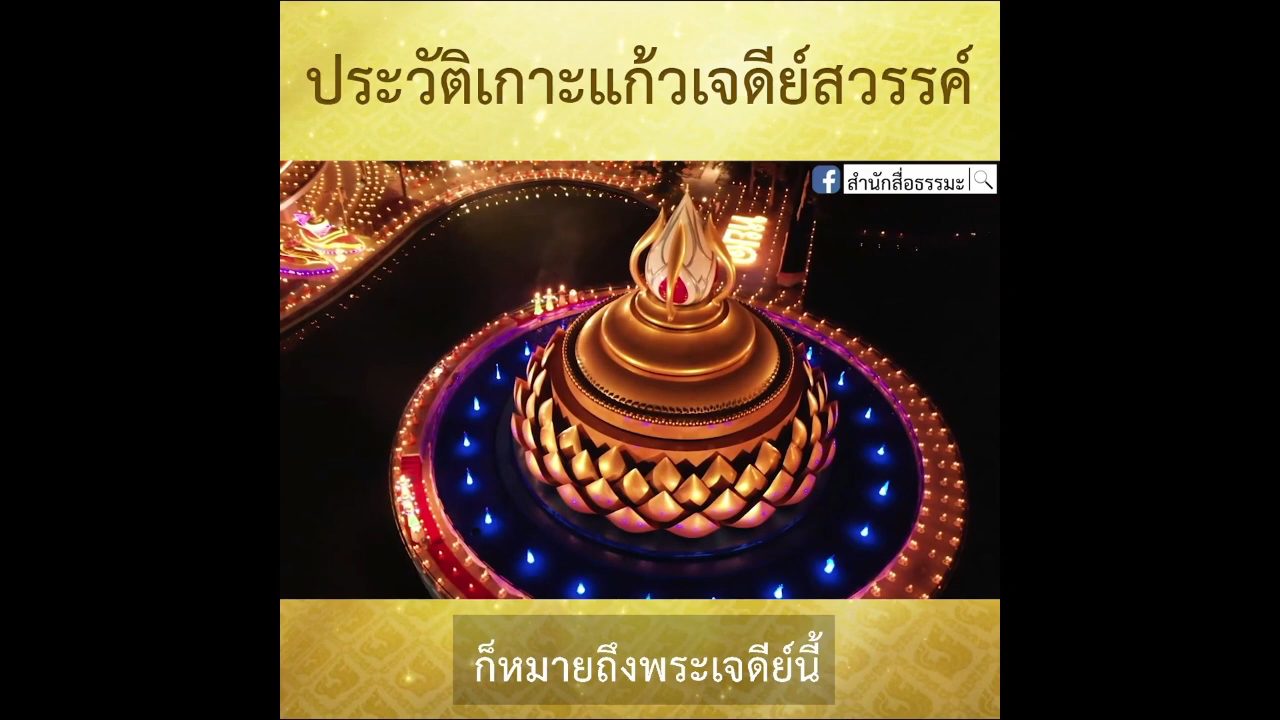 ประวัติเกาะแก้วเจดีย์สวรรค์
สำนักสื่อธรรมะ
ก็หมายถึงพระเจดีย์นี้